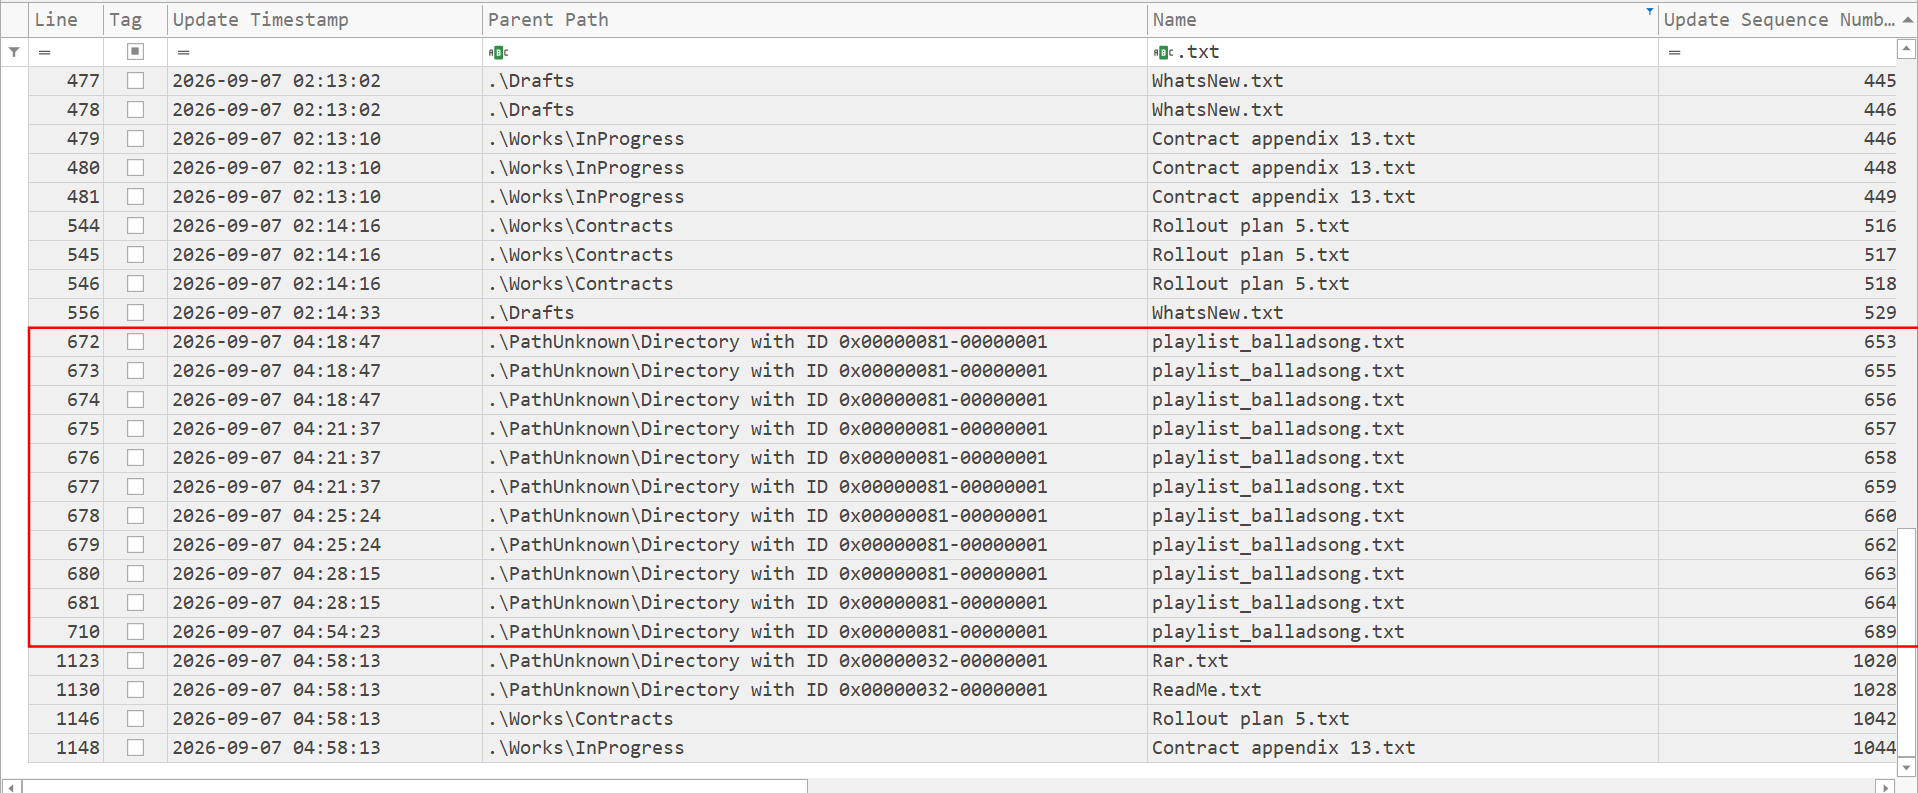 Line Tag Update Timestamp Parent Path Name Update Sequence Numb…
= = ABC ABC .txt =
477 2026-09-07 02:13:02 .\Drafts WhatsNew.txt 445
478 2026-09-07 02:13:02 .\Drafts WhatsNew.txt 446
479 2026-09-07 02:13:10 .\Works\InProgress Contract appendix 13.txt 446
480 2026-09-07 02:13:10 .\Works\InProgress Contract appendix 13.txt 448
481 2026-09-07 02:13:10 .\Works\InProgress Contract appendix 13.txt 449
544 2026-09-07 02:14:16 .\Works\Contracts Rollout plan 5.txt 516
545 2026-09-07 02:14:16 .\Works\Contracts Rollout plan 5.txt 517
546 2026-09-07 02:14:16 .\Works\Contracts Rollout plan 5.txt 518
556 2026-09-07 02:14:33 .\Drafts WhatsNew.txt 529
672 2026-09-07 04:18:47 .\PathUnknown\Directory with ID 0x00000081-00000001 playlist_balladsong.txt 653
673 2026-09-07 04:18:47 .\PathUnknown\Directory with ID 0x00000081-00000001 playlist_balladsong.txt 655
674 2026-09-07 04:18:47 .\PathUnknown\Directory with ID 0x00000081-00000001 playlist_balladsong.txt 656
675 2026-09-07 04:21:37 .\PathUnknown\Directory with ID 0x00000081-00000001 playlist_balladsong.txt 657
676 2026-09-07 04:21:37 .\PathUnknown\Directory with ID 0x00000081-00000001 playlist_balladsong.txt 658
677 2026-09-07 04:21:37 .\PathUnknown\Directory with ID 0x00000081-00000001 playlist_balladsong.txt 659
678 2026-09-07 04:25:24 .\PathUnknown\Directory with ID 0x00000081-00000001 playlist_balladsong.txt 660
679 2026-09-07 04:25:24 .\PathUnknown\Directory with ID 0x00000081-00000001 playlist_balladsong.txt 662
680 2026-09-07 04:28:15 .\PathUnknown\Directory with ID 0x00000081-00000001 playlist_balladsong.txt 663
681 2026-09-07 04:28:15 .\PathUnknown\Directory with ID 0x00000081-00000001 playlist_balladsong.txt 664
710 2026-09-07 04:54:23 .\PathUnknown\Directory with ID 0x00000081-00000001 playlist_balladsong.txt 689
1123 2026-09-07 04:58:13 .\PathUnknown\Directory with ID 0x00000032-00000001 Rar.txt 1020
1130 2026-09-07 04:58:13 .\PathUnknown\Directory with ID 0x00000032-00000001 ReadMe.txt 1028
1146 2026-09-07 04:58:13 .\Works\Contracts Rollout plan 5.txt 1042
1148 2026-09-07 04:58:13 .\Works\InProgress Contract appendix 13.txt 1044